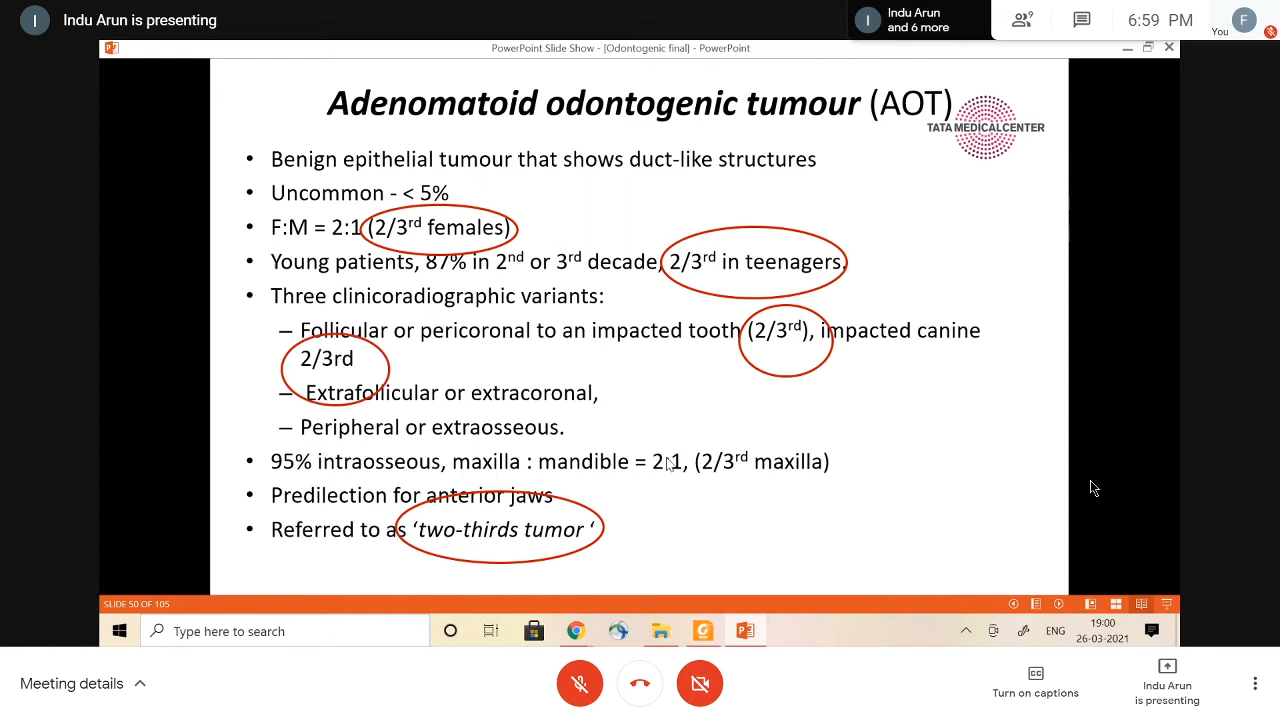 I Indu Arun is presenting
I Indu Arun and 6 more
9
6:59 PM
You
F
PowerPoint Slide Show - [Odontogenic final] - PowerPoint
Adenomatoid odontogenic tumour (AOT)
TATA MEDICAL CENTER
• Benign epithelial tumour that shows duct-like structures
• Uncommon - < 5%
• F:M = 2:1 (2/3rd females)
• Young patients, 87% in 2nd or 3rd decade, 2/3rd in teenagers.
• Three clinicoradiographic variants:
– Follicular or pericoronal to an impacted tooth (2/3rd), impacted canine
2/3rd
– Extrafollicular or extracoronal,
– Peripheral or extraosseous.
• 95% intraosseous, maxilla : mandible = 2:1, (2/3rd maxilla)
• Predilection for anterior jaws
• Referred to as ‘two-thirds tumor ‘
SLIDE 50 OF 105
Type here to search
ENG
19:00
26-03-2021
Meeting details
CC
Turn on captions
Indu Arun
is presenting